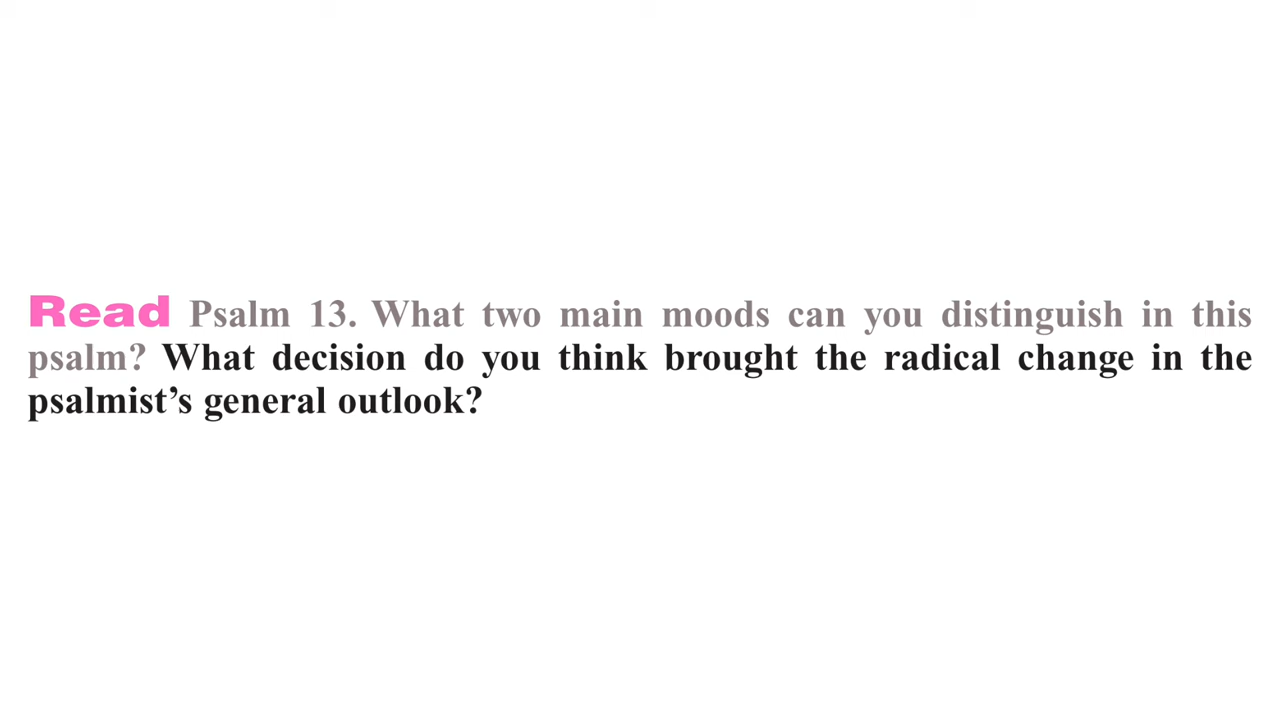 Read Psalm 13. What two main moods can you distinguish in this
psalm? What decision do you think brought the radical change in the
psalmist’s general outlook?